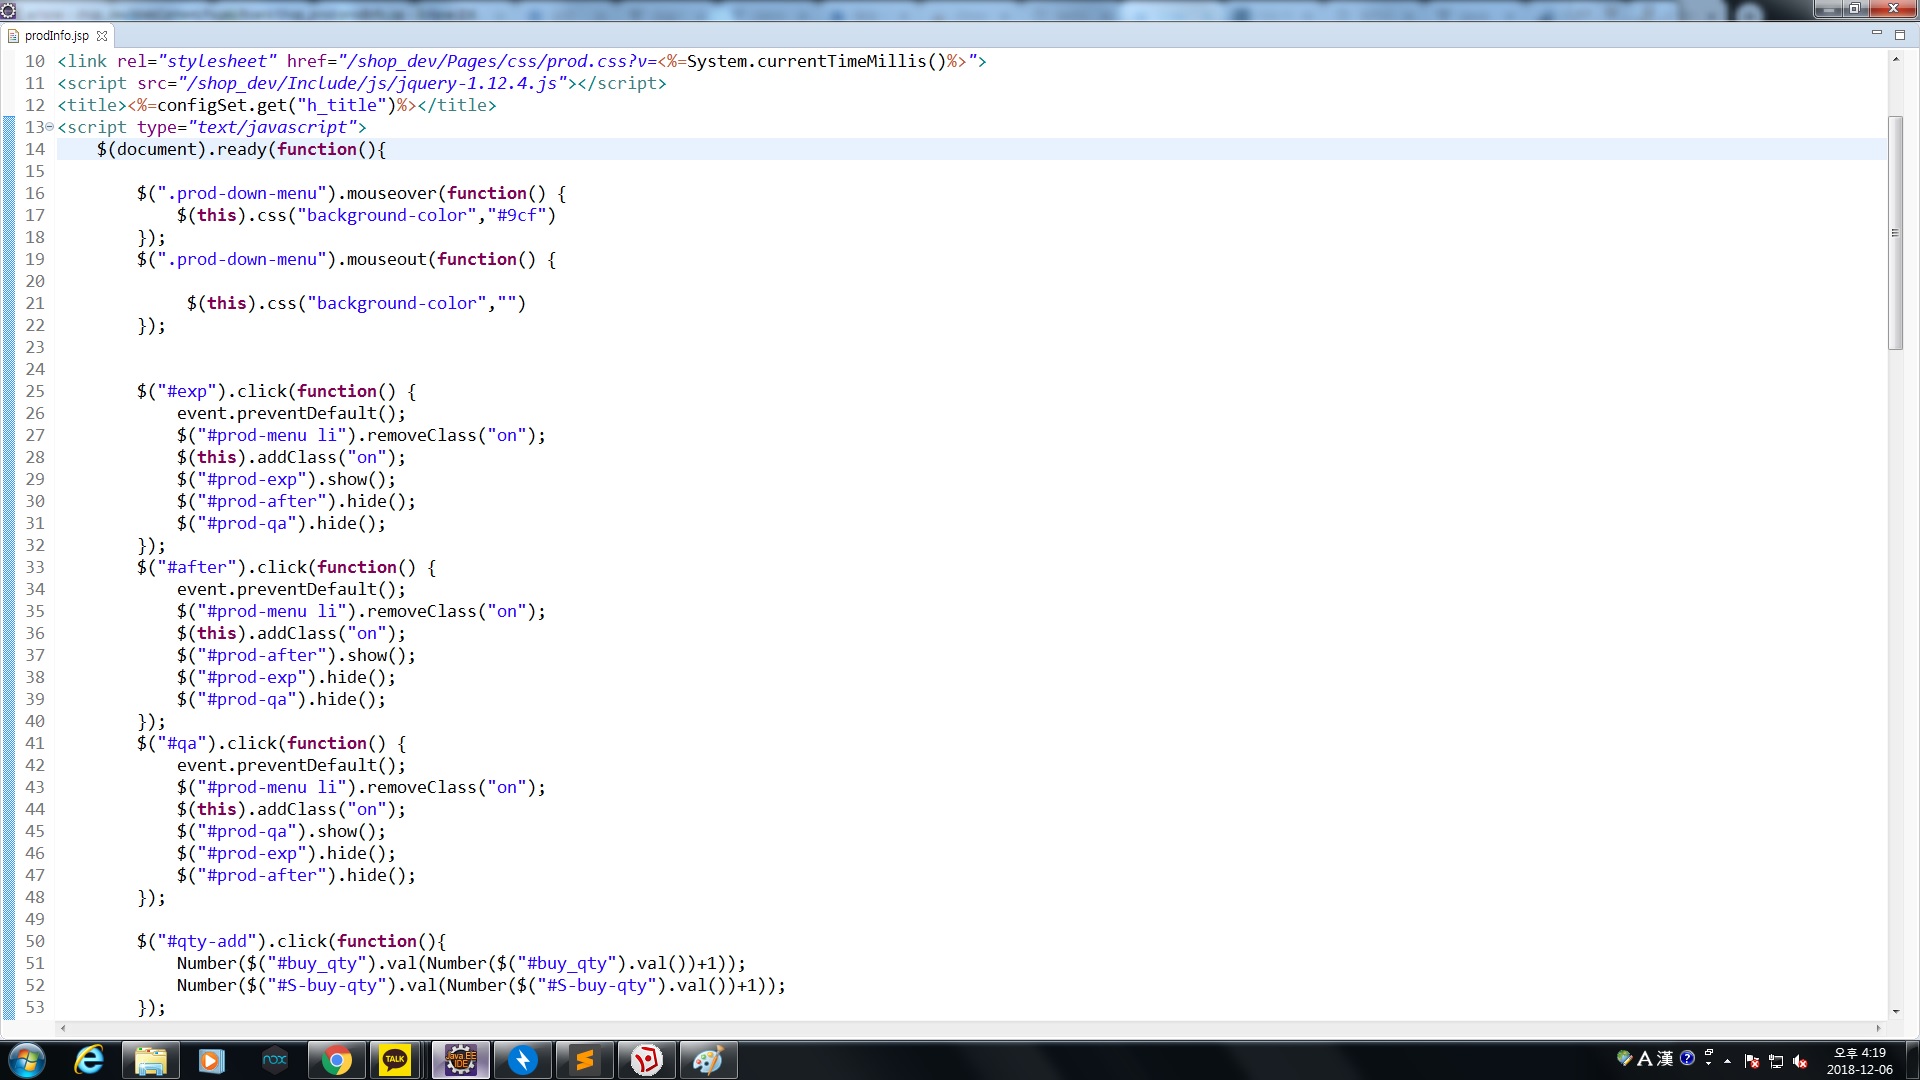 prodInfo.jsp
10 <link rel="stylesheet" href="/shop_dev/Pages/css/prod.css?v=<%=System.currentTimeMillis()%>">
11 <script src="/shop_dev/Include/js/jquery-1.12.4.js"></script>
12 <title><%=configSet.get("h_title")%></title>
13 <script type="text/javascript">
14     $(document).ready(function(){
15
16         $(".prod-down-menu").mouseover(function() {
17             $(this).css("background-color","#9cf")
18         });
19         $(".prod-down-menu").mouseout(function() {
20
21              $(this).css("background-color","")
22         });
23
24
25         $("#exp").click(function() {
26             event.preventDefault();
27             $("#prod-menu li").removeClass("on");
28             $(this).addClass("on");
29             $("#prod-exp").show();
30             $("#prod-after").hide();
31             $("#prod-qa").hide();
32         });
33         $("#after").click(function() {
34             event.preventDefault();
35             $("#prod-menu li").removeClass("on");
36             $(this).addClass("on");
37             $("#prod-after").show();
38             $("#prod-exp").hide();
39             $("#prod-qa").hide();
40         });
41         $("#qa").click(function() {
42             event.preventDefault();
43             $("#prod-menu li").removeClass("on");
44             $(this).addClass("on");
45             $("#prod-qa").show();
46             $("#prod-exp").hide();
47             $("#prod-after").hide();
48         });
49
50         $("#qty-add").click(function(){
51             Number($("#buy_qty").val(Number($("#buy_qty").val())+1));
52             Number($("#S-buy-qty").val(Number($("#S-buy-qty").val())+1));
53         });
nox
TALK
Java EE
IDE
A 漢
오후 4:19
2018-12-06